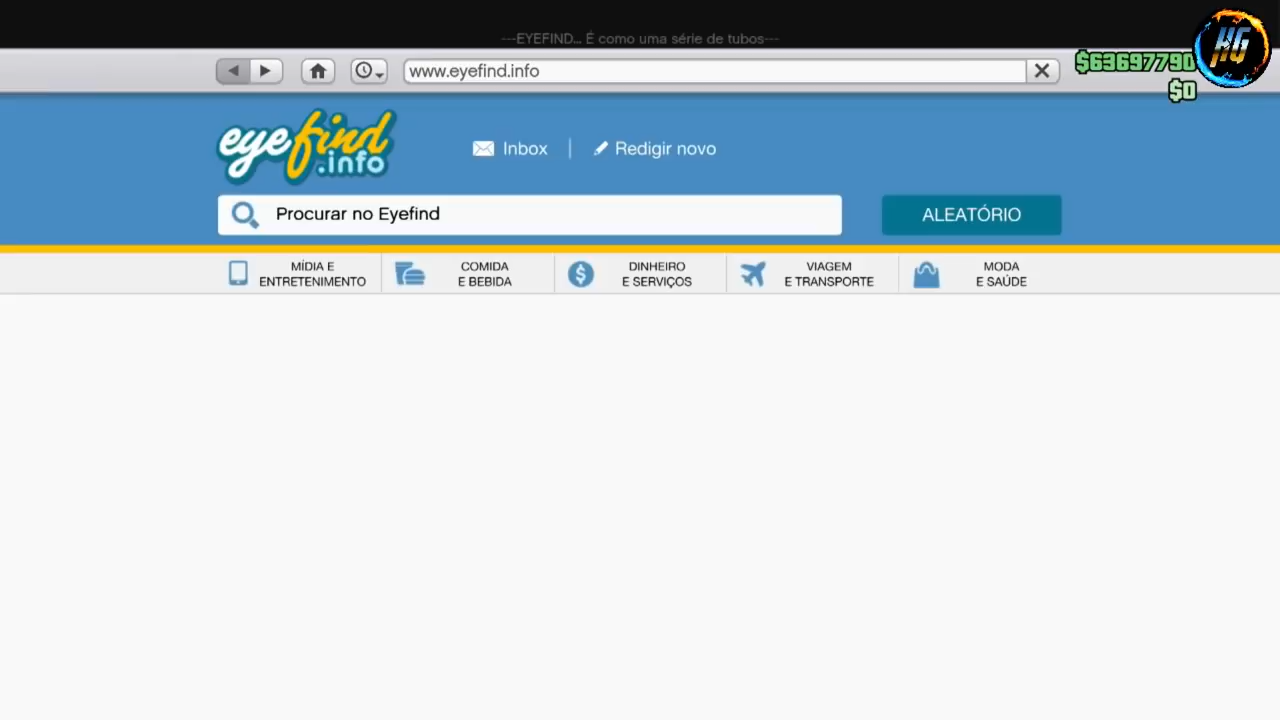 ---EYEFIND... É como uma série de tubos---
www.eyefind.info
$63697790
HG
$0
eyefind
.info
Inbox
Redigir novo
Procurar no Eyefind
ALEATÓRIO
MÍDIA E
ENTRETENIMENTO
COMIDA
E BEBIDA
DINHEIRO
E SERVIÇOS
VIAGEM
E TRANSPORTE
MODA
E SAÚDE